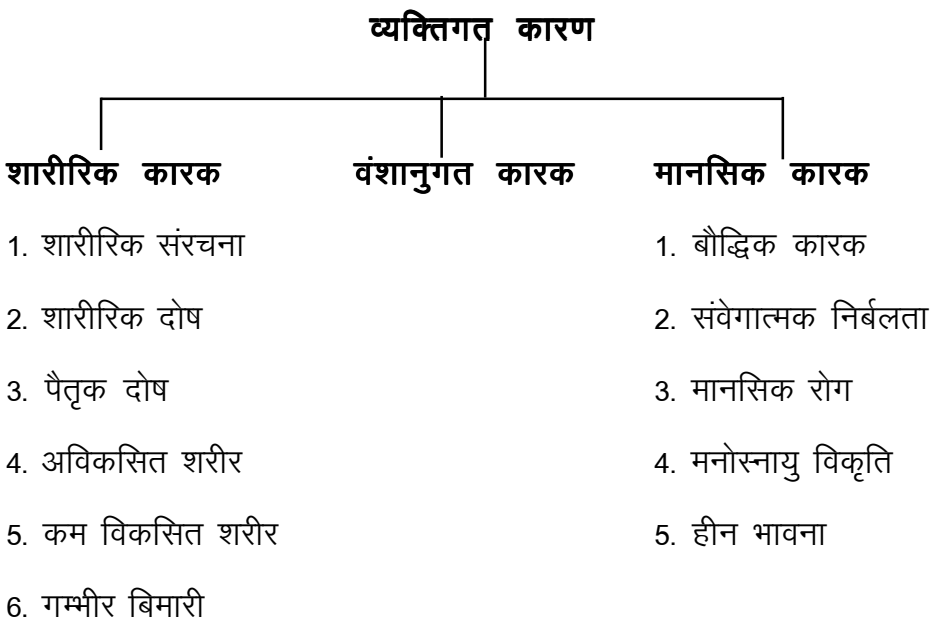 व्यक्तिगत कारण
शारीरिक कारक वंशानुगत कारक मानसिक कारक
1. शारीरिक संरचना 1. बौद्धिक कारक
2. शारीरिक दोष 2. संवेगात्मक निर्बलता
3. पैतृक दोष 3. मानसिक रोग
4. अविकसित शरीर 4. मनोस्नायु विकृति
5. कम विकसित शरीर 5. हीन भावना
6. गम्भीर बिमारी